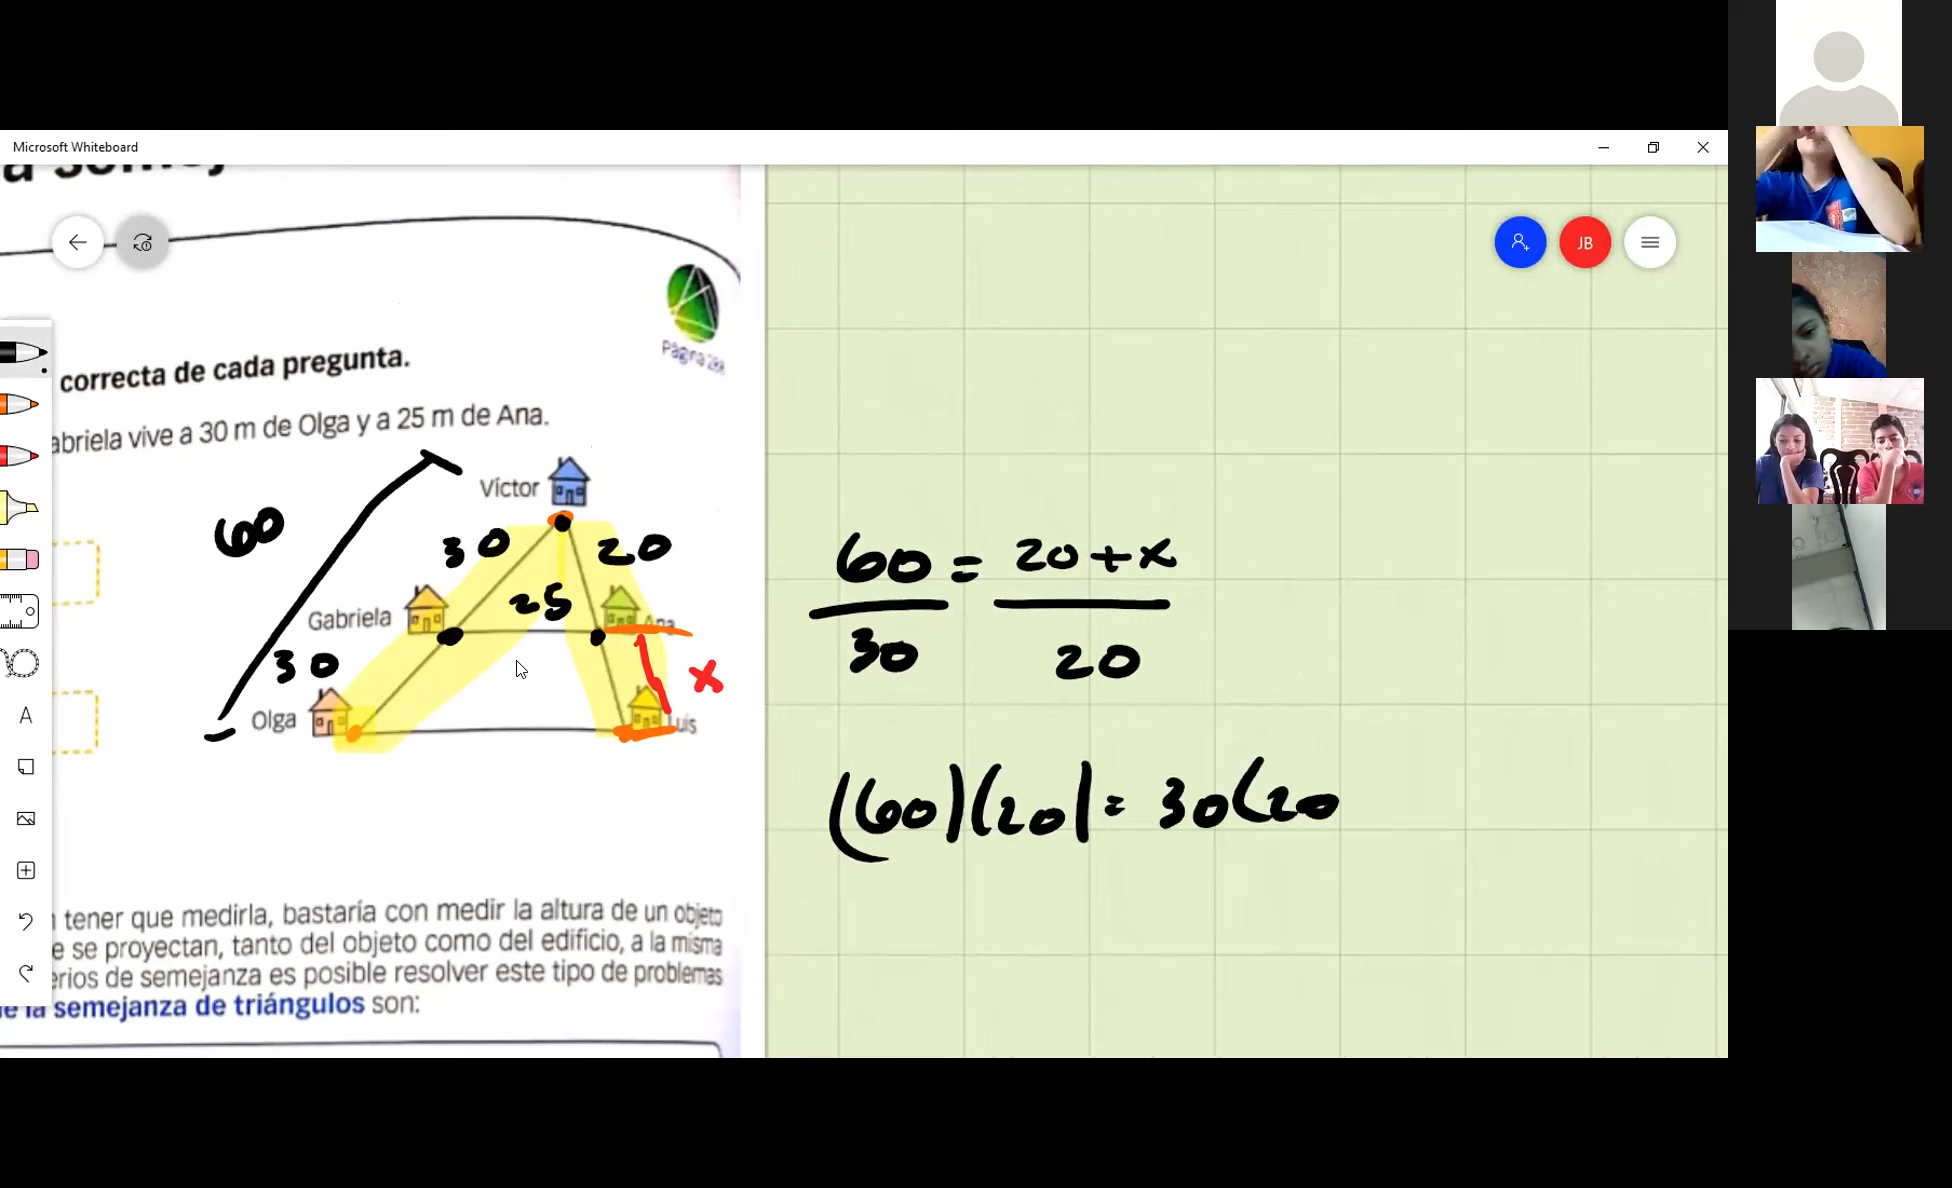 Microsoft Whiteboard
JB
Página
correcta de cada pregunta.
abriela vive a 30 m de Olga y a 25 m de Ana.
Víctor
60
30
20
25
Gabriela
Ana
30
x
Olga
Luis
60 = 20 + x
30 20
(60)(20) = 30(20
A
tener que medirla, bastaría con medir la altura de un objeto
e se proyectan, tanto del objeto como del edificio, a la misma
erios de semejanza es posible resolver este tipo de problemas
e la semejanza de triángulos son: